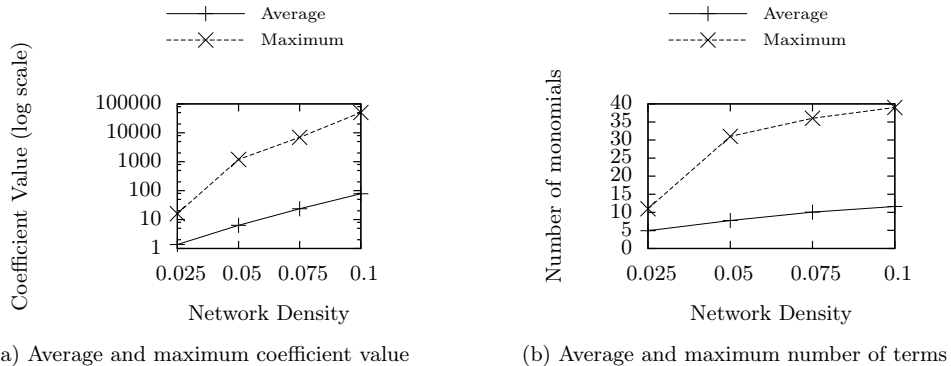 Average
Maximum
Coefficient Value (log scale)
100000
10000
1000
100
10
1
0.025 0.05 0.075 0.1
Network Density
a) Average and maximum coefficient value
Average
Maximum
Number of monomials
40
35
30
25
20
15
10
5
0
0.025 0.05 0.075 0.1
Network Density
(b) Average and maximum number of terms